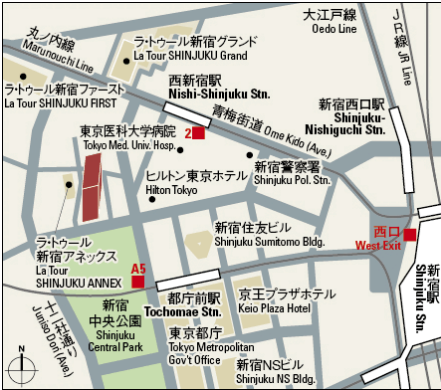 大江戸線
Oedo Line
JR線
JR Line
丸ノ内線
Marunouchi Line
ラ・トゥール新宿グランド
La Tour SHINJUKU Grand
ラ・トゥール新宿ファースト
La Tour SHINJUKU FIRST
西新宿駅
Nishi-Shinjuku Stn.
青梅街道 Ome Kido (Ave.)
新宿西口駅
Shinjuku-
Nishiguchi Stn.
東京医科大学病院
Tokyo Med. Univ. Hosp.
2
新宿警察署
Shinjuku Pol. Stn.
ヒルトン東京ホテル
Hilton Tokyo
ラ・トゥール
新宿アネックス
La Tour
SHINJUKU ANNEX
新宿住友ビル
Shinjuku Sumitomo Bldg.
西口
West Exit
A5
新宿駅
Shinjuku Stn.
都庁前駅
Tochomae Stn.
京王プラザホテル
Keio Plaza Hotel
十二社通り
Juniso Dori (Ave.)
新宿
中央公園
Shinjuku
Central Park
東京都庁
Tokyo Metropolitan
Gov't Office
新宿NSビル
Shinjuku NS Bldg.
N